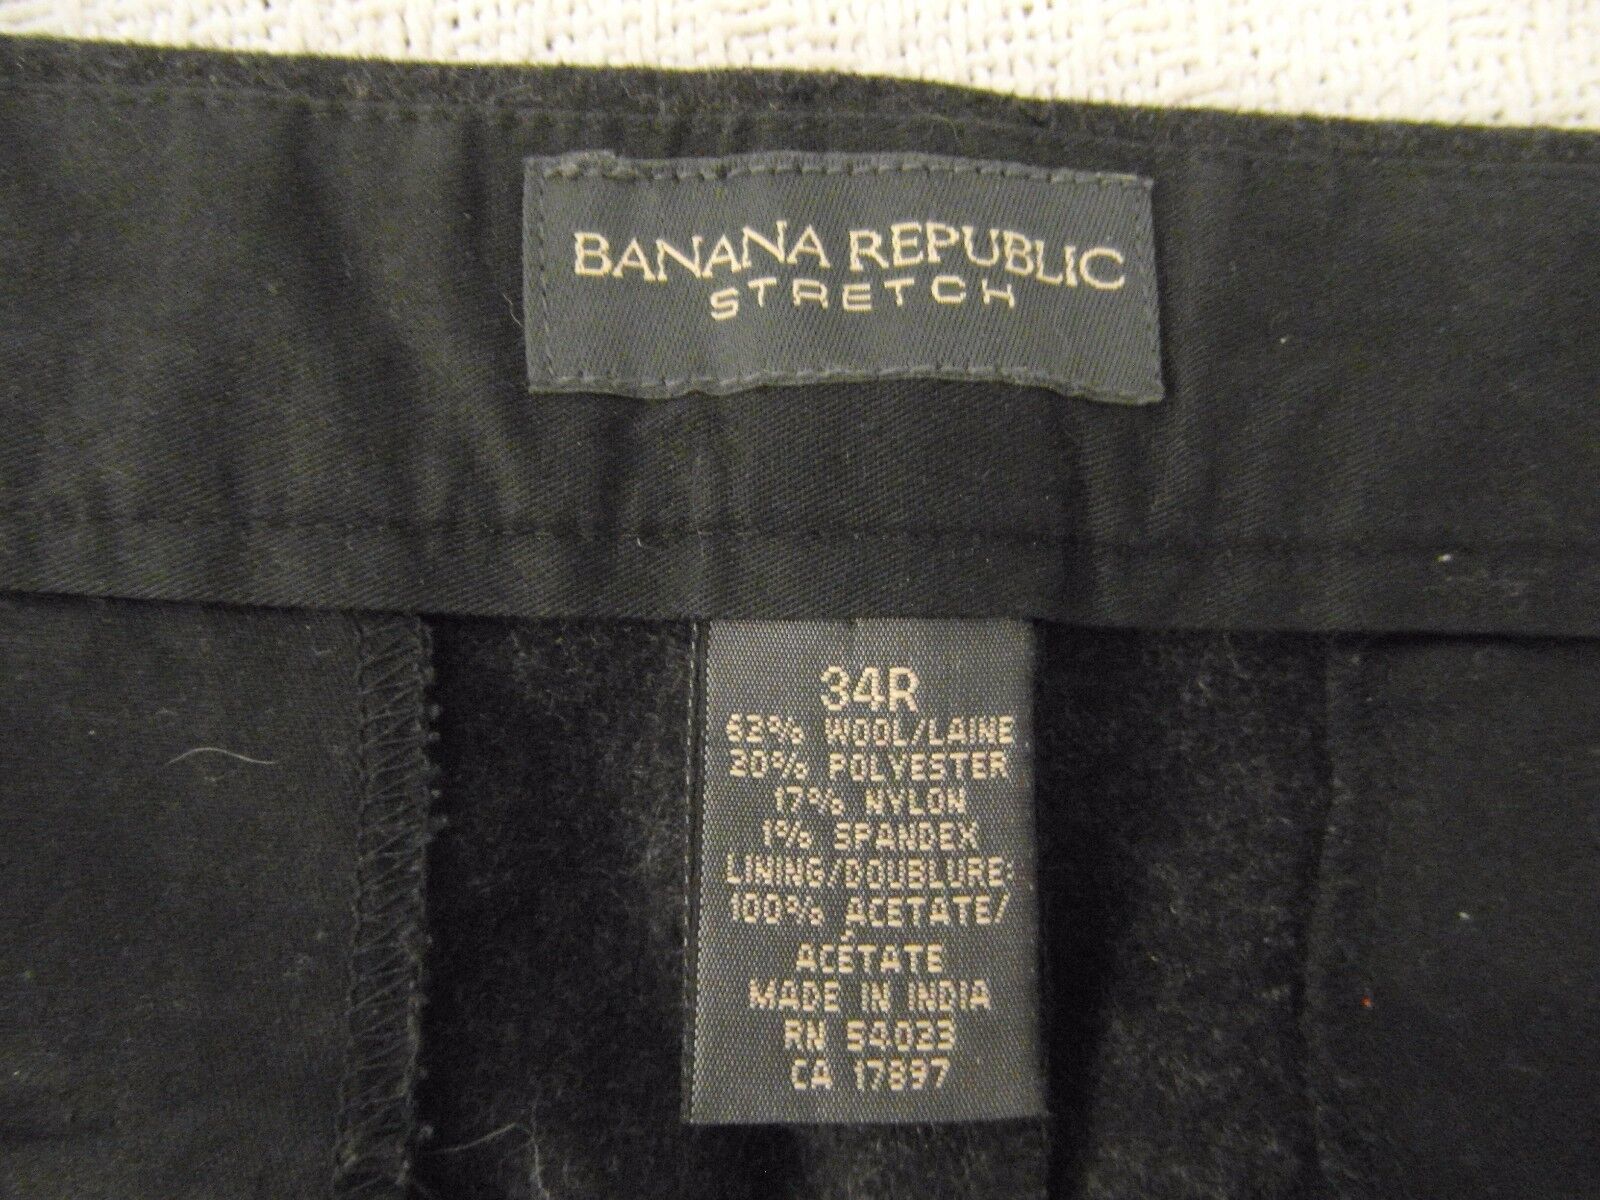 BANANA REPUBLIC
STRETCH
34R
62% WOOL/LAINE
20% POLYESTER
17% NYLON
1% SPANDEX
LINING/DOUBLURE:
100% ACETATE/
ACÉTATE
MADE IN INDIA
RN 54023
CA 17897